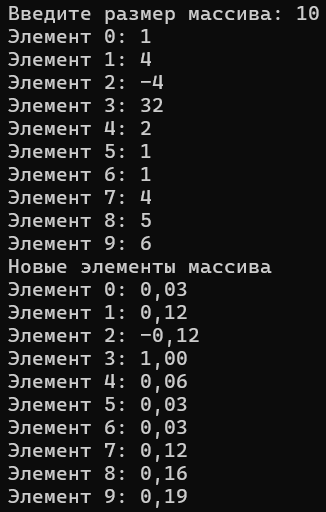 Введите размер массива: 10
Элемент 0: 1
Элемент 1: 4
Элемент 2: -4
Элемент 3: 32
Элемент 4: 2
Элемент 5: 1
Элемент 6: 1
Элемент 7: 4
Элемент 8: 5
Элемент 9: 6
Новые элементы массива
Элемент 0: 0,03
Элемент 1: 0,12
Элемент 2: -0,12
Элемент 3: 1,00
Элемент 4: 0,06
Элемент 5: 0,03
Элемент 6: 0,03
Элемент 7: 0,12
Элемент 8: 0,16
Элемент 9: 0,19